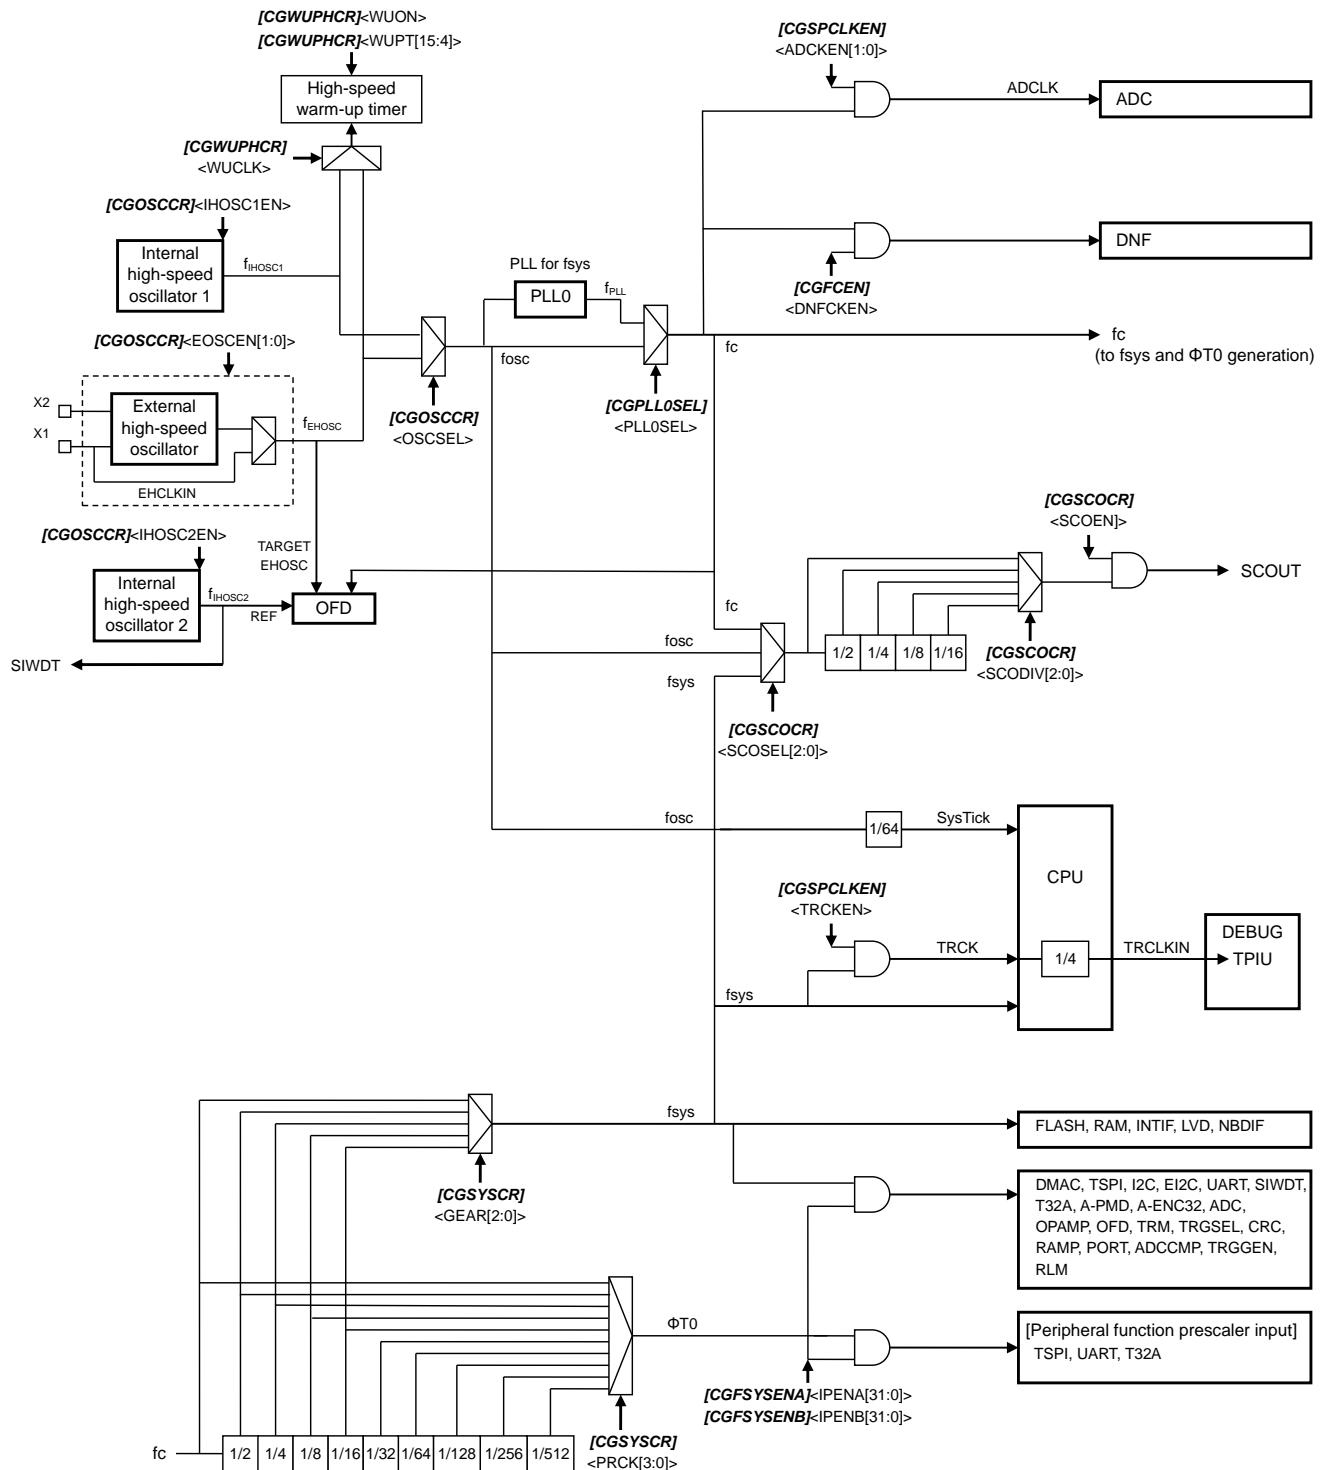 [CGWUPHCR]<WUON>
[CGWUPHCR]<WUPT[15:4]>
High-speed
warm-up timer
[CGWUPHCR]
<WUCLK>
[CGSPCLKEN]
<ADCKEN[1:0]>
ADCLK
ADC
[CGOSCCR]<IHOSC1EN>
Internal
high-speed
oscillator 1
fIHOSC1
DNF
[CGFCEN]
<DNFCKEN>
PLL for fsys
PLL0
fPLL
[CGOSCCR]<EOSCEN[1:0]>
fosc
fc
fc
(to fsys and ΦT0 generation)
[CGOSCCR]
<OSCSEL>
[CGPLL0SEL]
<PLL0SEL>
X2
X1
External
high-speed
oscillator
fEHOSC
EHCLKIN
[CGOSCCR]<IHOSC2EN>
TARGET
EHOSC
Internal
high-speed
oscillator 2
fIHOSC2
REF
OFD
SIWDT
[CGSCOCR]
<SCOEN]>
SCOUT
fc
fosc
fsys
1/2
1/4
1/8
1/16
[CGSCOCR]
<SCODIV[2:0]>
[CGSCOCR]
<SCOSEL[2:0]>
fosc
1/64
SysTick
CPU
[CGSPCLKEN]
<TRCKEN>
TRCK
1/4
TRCLKIN
DEBUG
TPIU
fsys
fsys
FLASH, RAM, INTIF, LVD, NBDIF
[CGSYSCR]
<GEAR[2:0]>
DMAC, TSPI, I2C, EI2C, UART, SIWDT,
T32A, A-PMD, A-ENC32, ADC,
OPAMP, OFD, TRM, TRGSEL, CRC,
RAMP, PORT, ADCCMP, TRGGEN,
RLM
ΦT0
[Peripheral function prescaler input]
TSPI, UART, T32A
[CGFSYSENA]<IPENA[31:0]>
[CGFSYSENB]<IPENB[31:0]>
[CGSYSCR]
<PRCK[3:0]>
fc
1/2
1/4
1/8
1/16
1/32
1/64
1/128
1/256
1/512